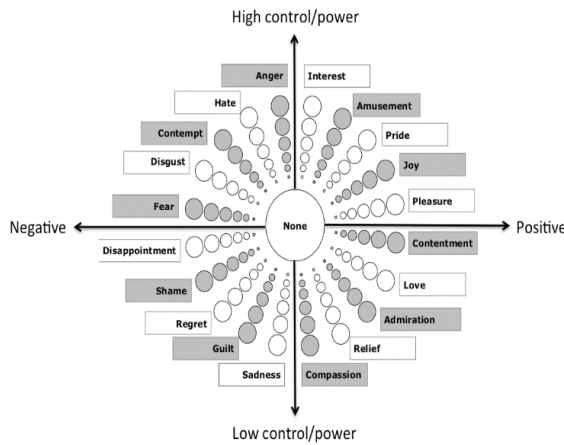 High control/power
Anger
Interest
Hate
Amusement
Contempt
Pride
Disgust
Joy
Fear
Pleasure
Negative
None
Positive
Disappointment
Contentment
Shame
Love
Regret
Admiration
Guilt
Relief
Sadness
Compassion
Low control/power